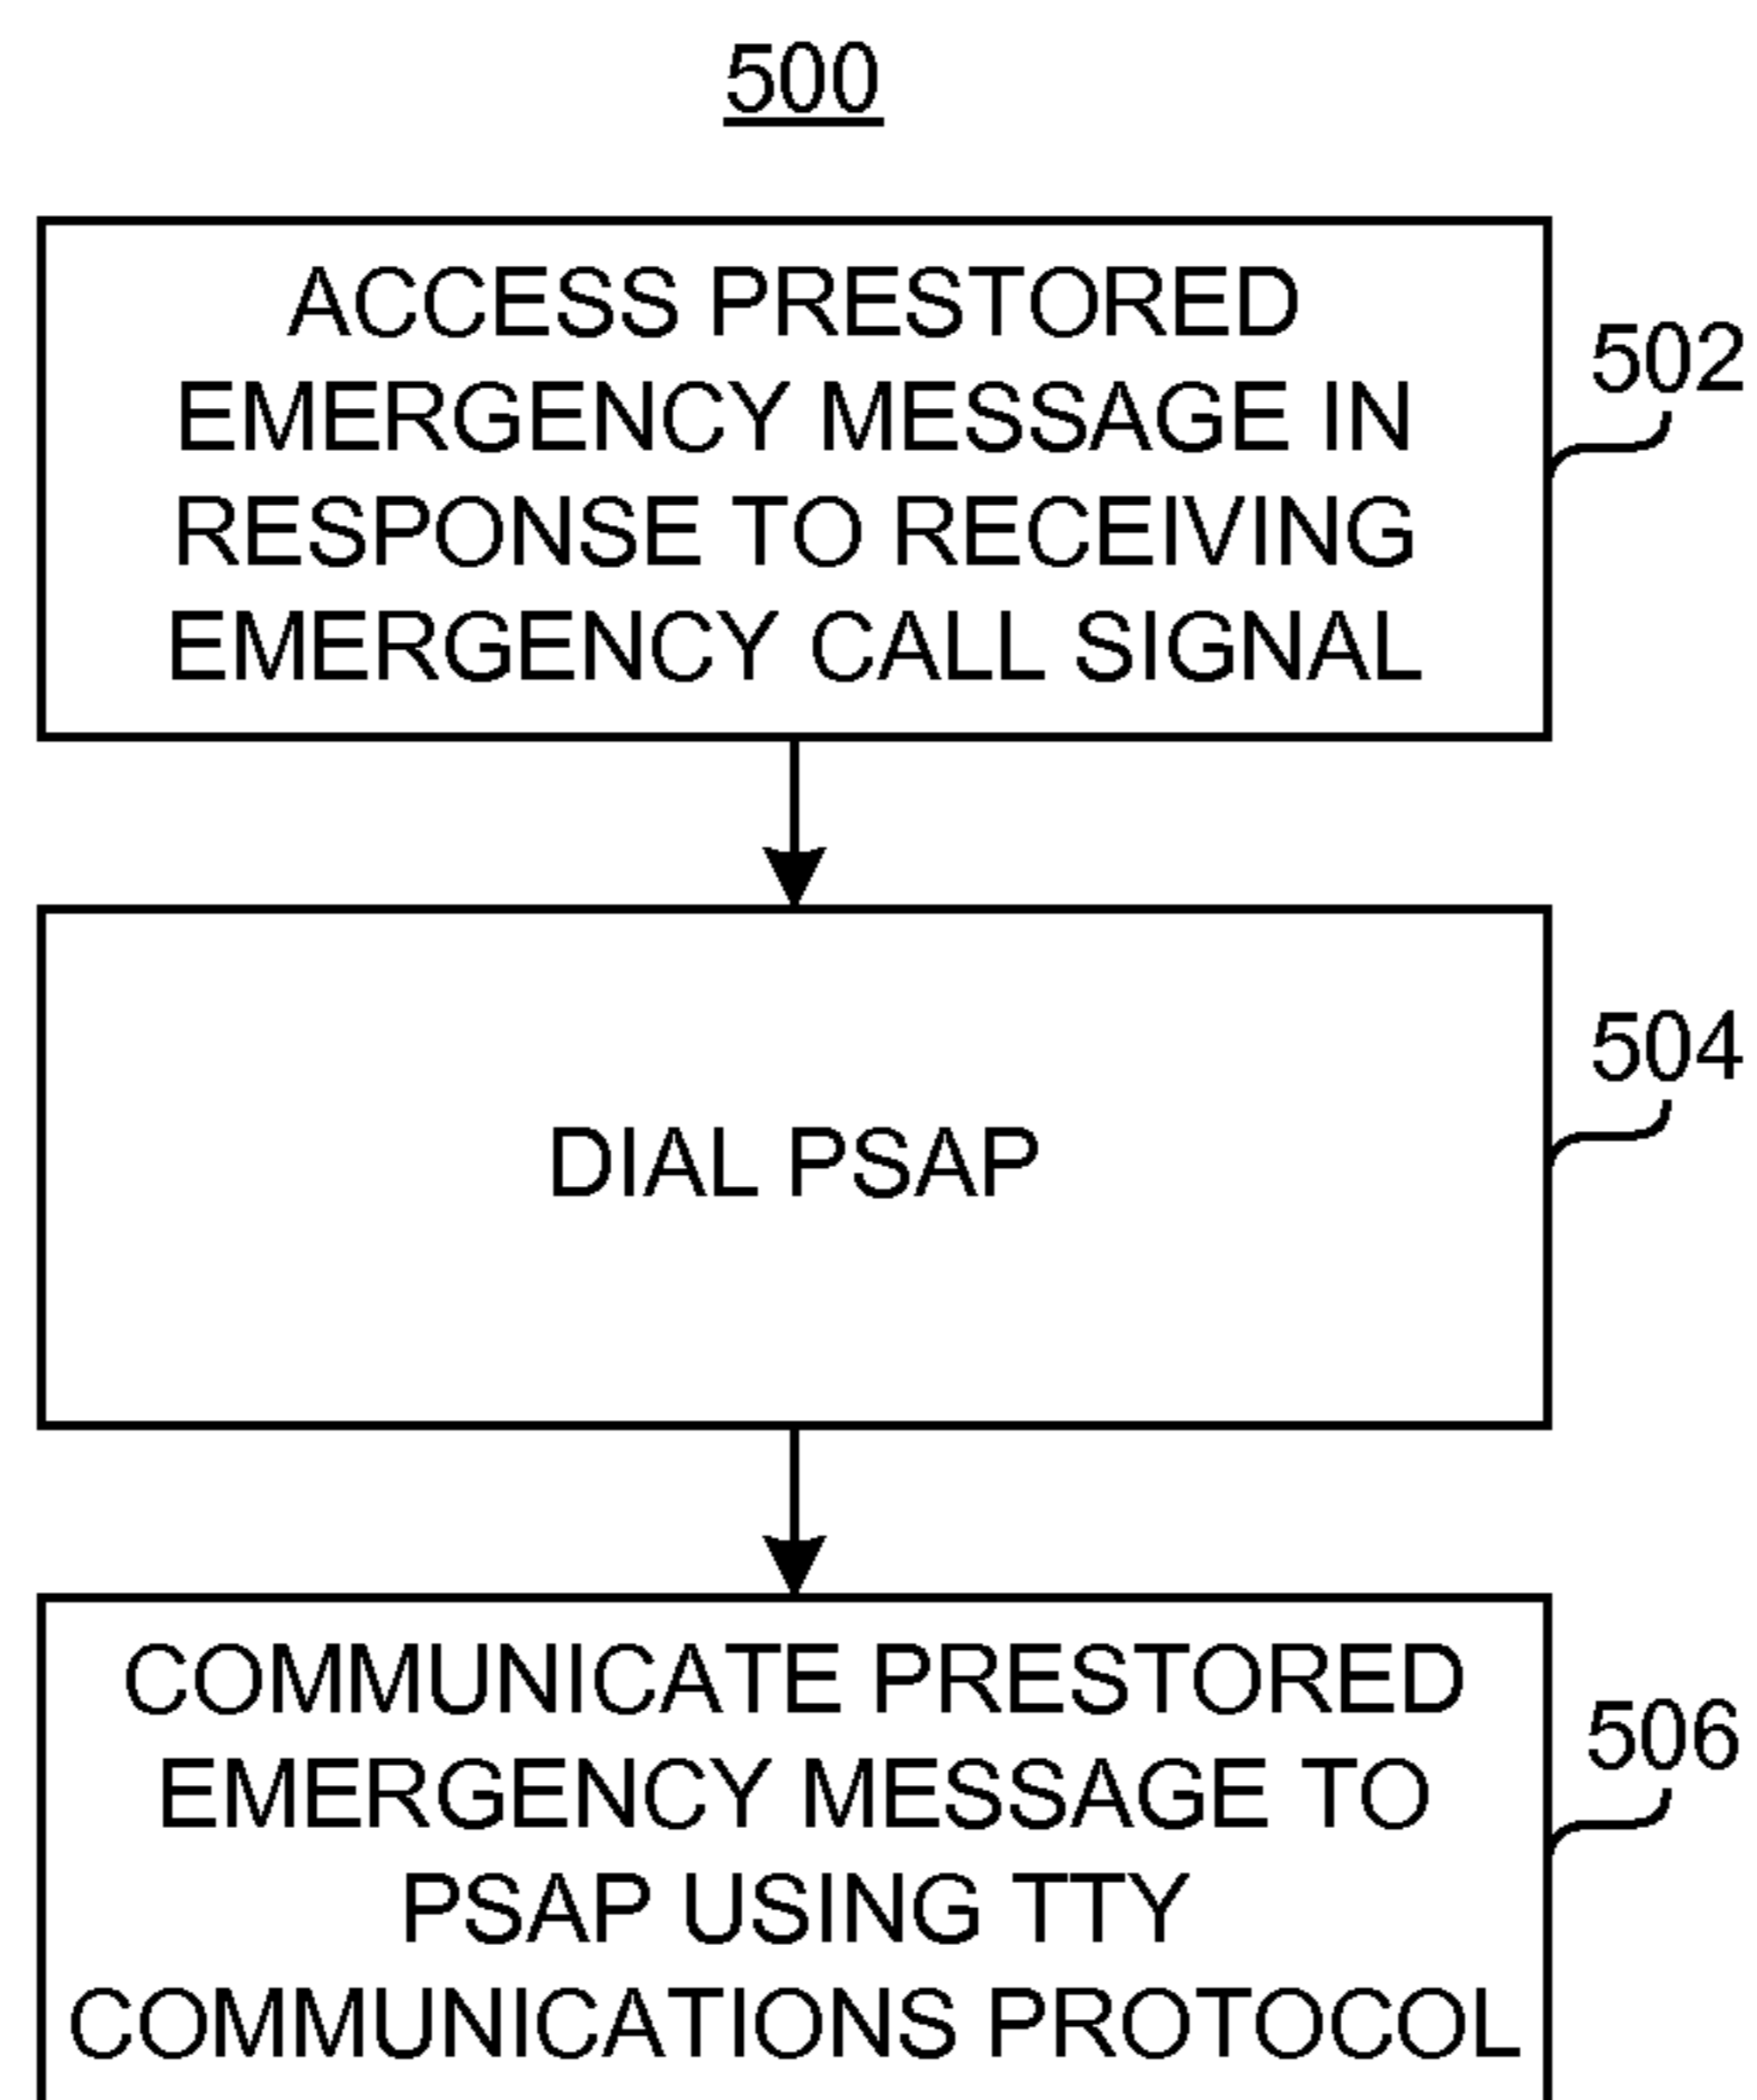 500
ACCESS PRESTORED
EMERGENCY MESSAGE IN
RESPONSE TO RECEIVING
EMERGENCY CALL SIGNAL
502
DIAL PSAP
504
COMMUNICATE PRESTORED
EMERGENCY MESSAGE TO
PSAP USING TTY
COMMUNICATIONS PROTOCOL
506